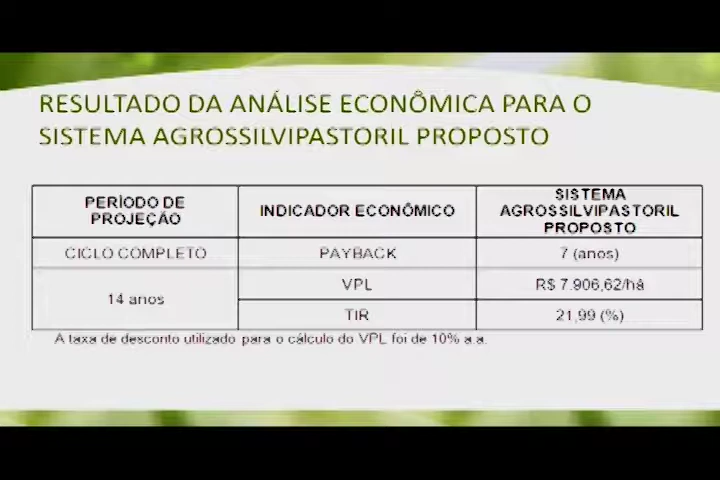 RESULTADO DA ANÁLISE ECONÔMICA PARA O
SISTEMA AGROSSILVIPASTORIL PROPOSTO
PERÍODO DE
PROJEÇÃO
INDICADOR ECONÔMICO
SISTEMA
AGROSSILVIPASTORIL
PROPOSTO
CICLO COMPLETO
PAYBACK
7 (anos)
14 anos
VPL
R$ 7.906,62/há
TIR
21,99 (%)
A taxa de desconto utilizado para o cálculo do VPL foi de 10% a.a.